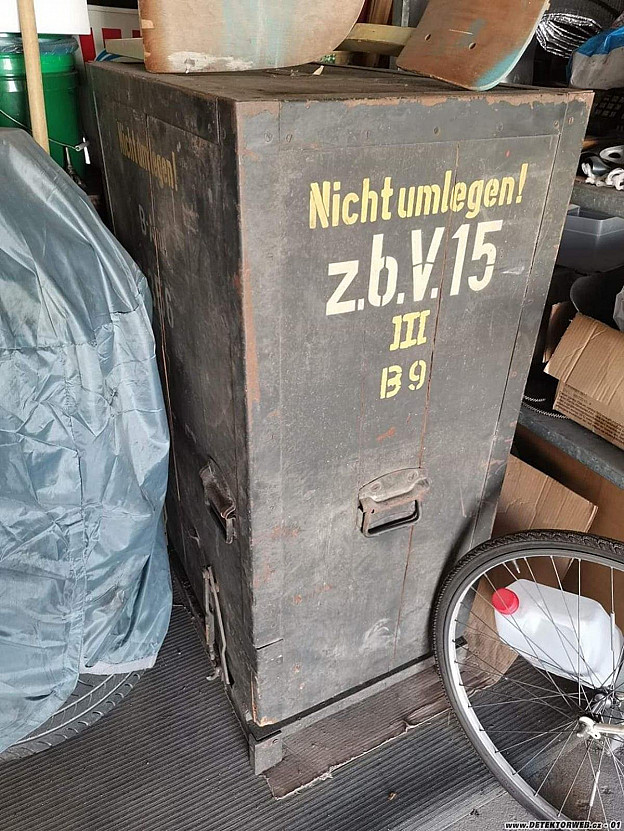 Nicht umlegen!
Nicht umlegen!
z.b.V. 15
III
B 9
www.DETEKTORWEB.cz - 01